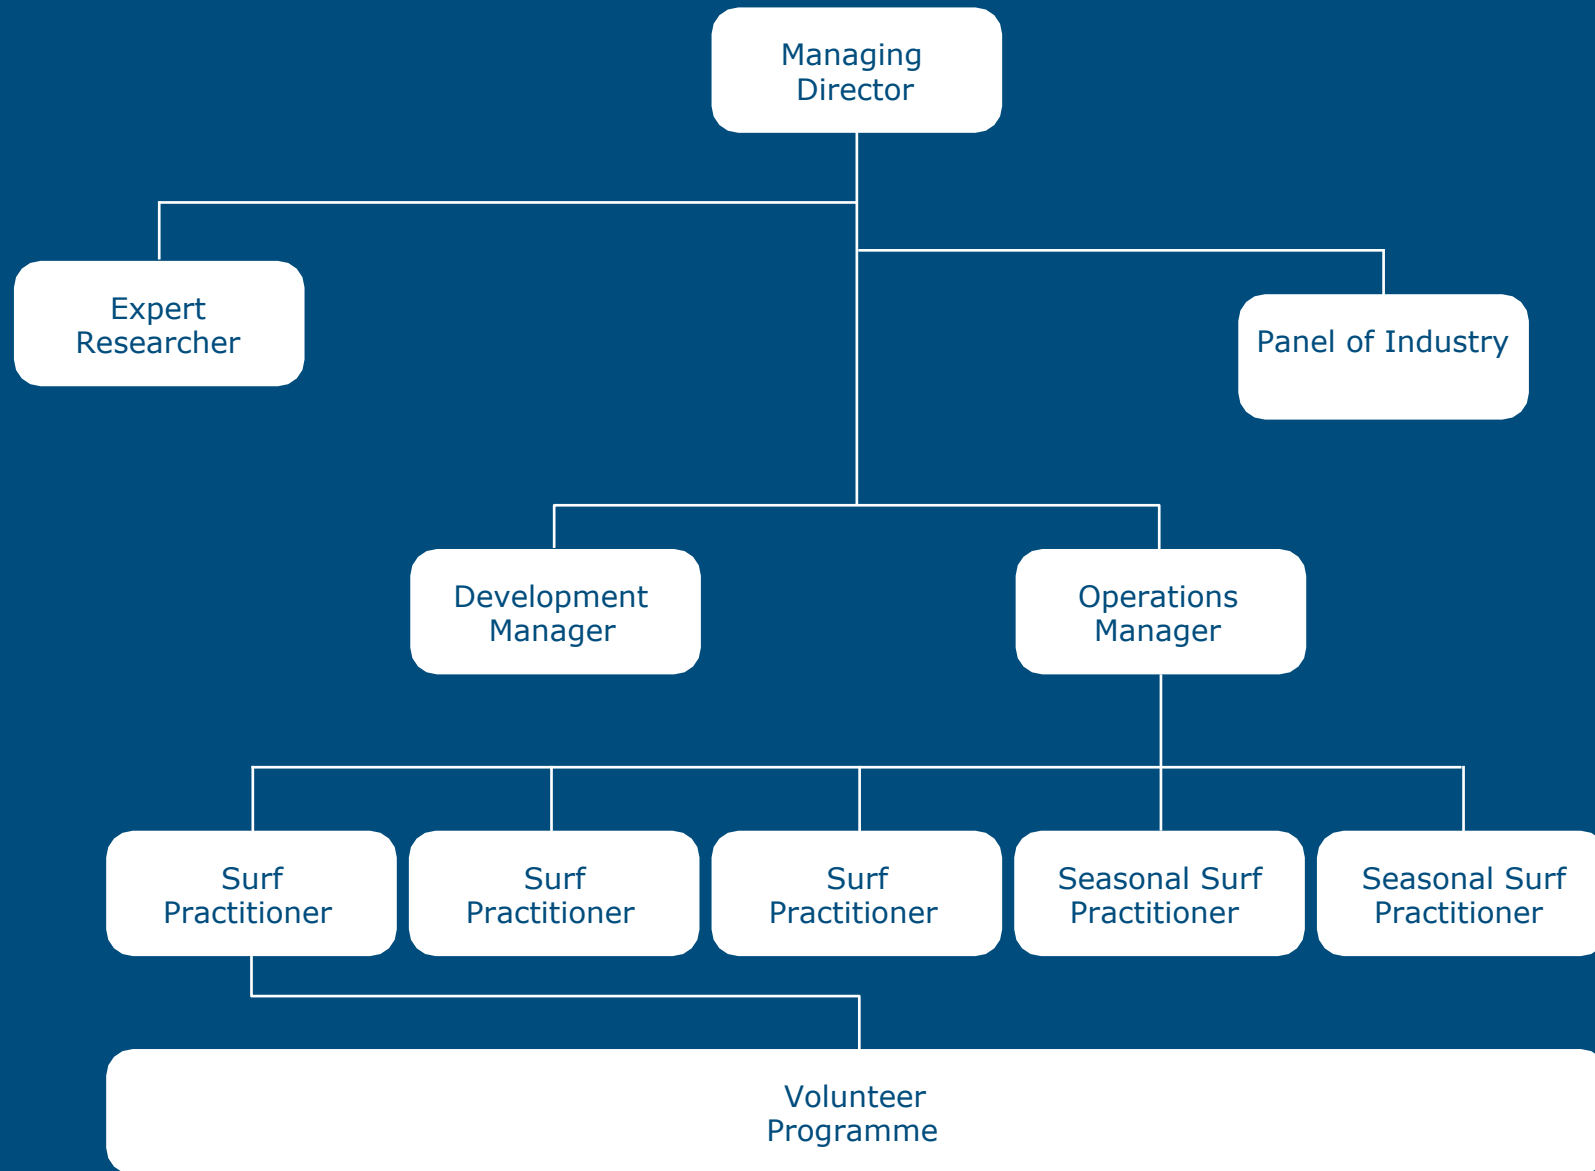 Managing
Director
Expert
Researcher
Panel of Industry
Development
Manager
Operations
Manager
Surf
Practitioner
Surf
Practitioner
Surf
Practitioner
Seasonal Surf
Practitioner
Seasonal Surf
Practitioner
Volunteer
Programme